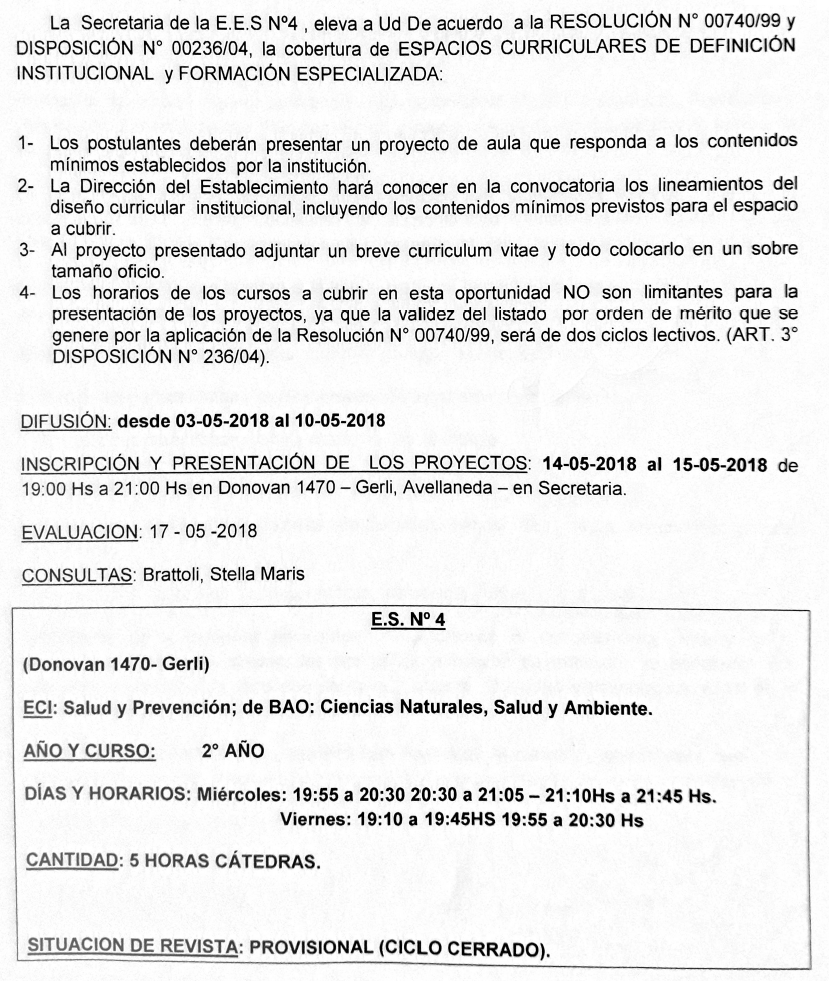 La Secretaria de la E.E.S Nº4 , eleva a Ud De acuerdo a la RESOLUCIÓN N° 00740/99 y
DISPOSICIÓN N° 00236/04, la cobertura de ESPACIOS CURRICULARES DE DEFINICIÓN
INSTITUCIONAL y FORMACIÓN ESPECIALIZADA:
1- Los postulantes deberán presentar un proyecto de aula que responda a los contenidos
mínimos establecidos por la institución.
2- La Dirección del Establecimiento hará conocer en la convocatoria los lineamientos del
diseño curricular institucional, incluyendo los contenidos mínimos previstos para el espacio
a cubrir.
3- Al proyecto presentado adjuntar un breve curriculum vitae y todo colocarlo en un sobre
tamaño oficio.
4- Los horarios de los cursos a cubrir en esta oportunidad NO son limitantes para la
presentación de los proyectos, ya que la validez del listado por orden de mérito que se
genere por la aplicación de la Resolución N° 00740/99, será de dos ciclos lectivos. (ART. 3°
DISPOSICIÓN N° 236/04).
DIFUSIÓN: desde 03-05-2018 al 10-05-2018
INSCRIPCIÓN Y PRESENTACIÓN DE LOS PROYECTOS: 14-05-2018 al 15-05-2018 de
19:00 Hs a 21:00 Hs en Donovan 1470 – Gerli, Avellaneda – en Secretaria.
EVALUACION: 17 - 05 -2018
CONSULTAS: Brattoli, Stella Maris
E.S. Nº 4
(Donovan 1470- Gerli)
ECI: Salud y Prevención; de BAO: Ciencias Naturales, Salud y Ambiente.
AÑO Y CURSO: 2° AÑO
DÍAS Y HORARIOS: Miércoles: 19:55 a 20:30 20:30 a 21:05 – 21:10Hs a 21:45 Hs.
Viernes: 19:10 a 19:45HS 19:55 a 20:30 Hs
CANTIDAD: 5 HORAS CÁTEDRAS.
SITUACION DE REVISTA: PROVISIONAL (CICLO CERRADO).